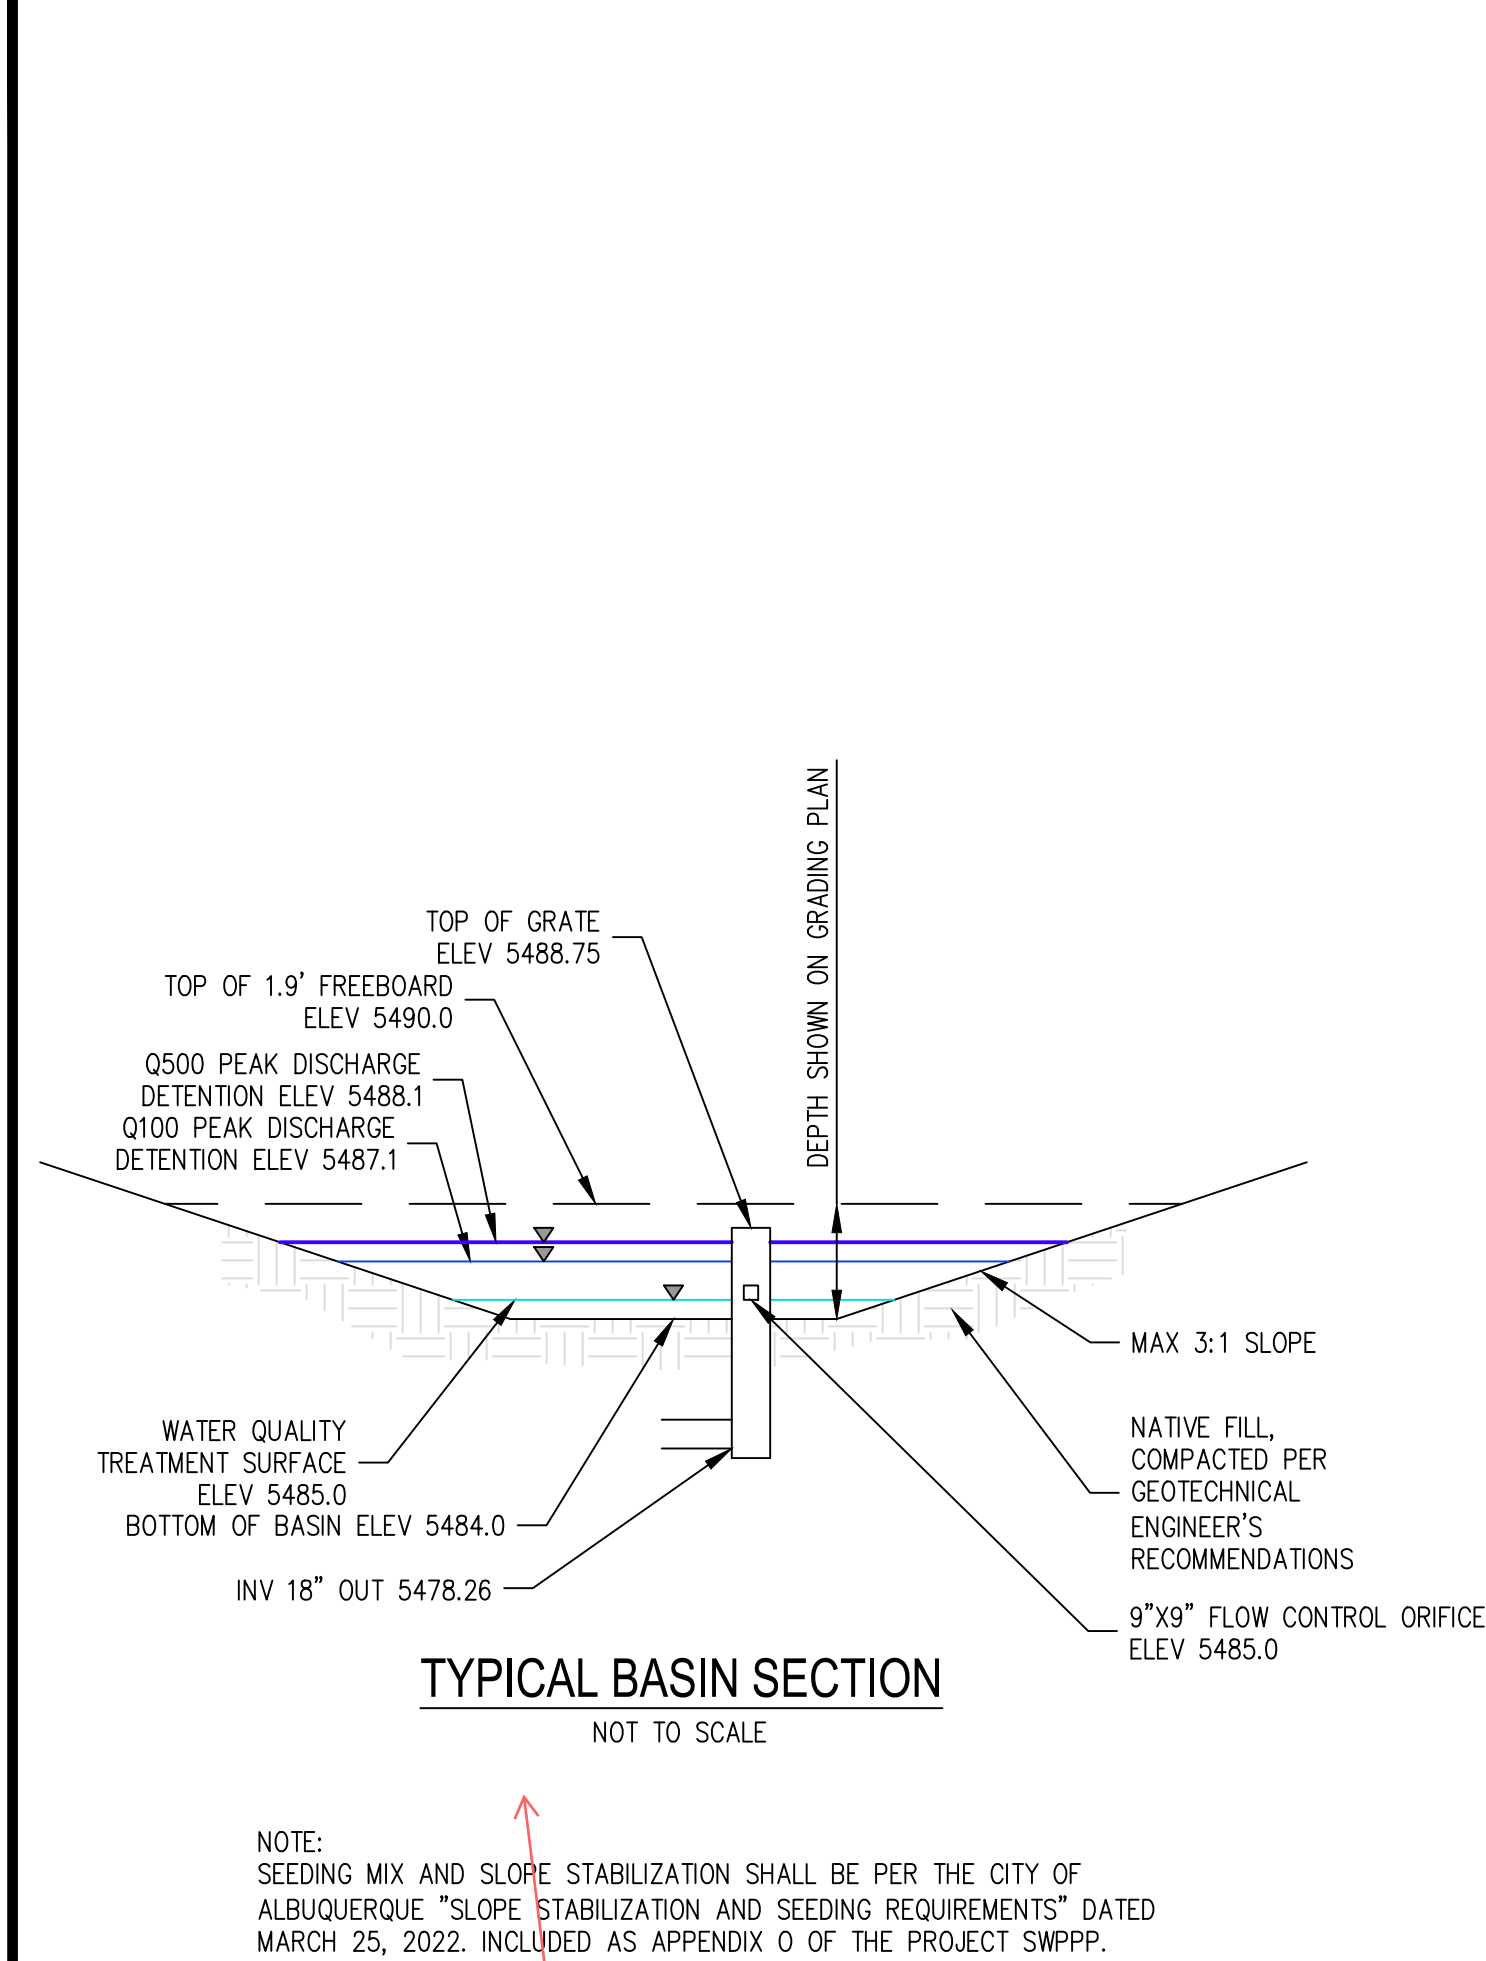 DEPTH SHOWN ON GRADING PLAN
TOP OF GRATE
ELEV 5488.75
TOP OF 1.9' FREEBOARD
ELEV 5490.0
Q500 PEAK DISCHARGE
DETENTION ELEV 5488.1
Q100 PEAK DISCHARGE
DETENTION ELEV 5487.1
MAX 3:1 SLOPE
NATIVE FILL,
COMPACTED PER
GEOTECHNICAL
ENGINEER'S
RECOMMENDATIONS
WATER QUALITY
TREATMENT SURFACE
ELEV 5485.0
BOTTOM OF BASIN ELEV 5484.0
INV 18" OUT 5478.26
9"X9" FLOW CONTROL ORIFICE
ELEV 5485.0
TYPICAL BASIN SECTION
NOT TO SCALE
NOTE:
SEEDING MIX AND SLOPE STABILIZATION SHALL BE PER THE CITY OF
ALBUQUERQUE "SLOPE STABILIZATION AND SEEDING REQUIREMENTS" DATED
MARCH 25, 2022. INCLUDED AS APPENDIX O OF THE PROJECT SWPPP.